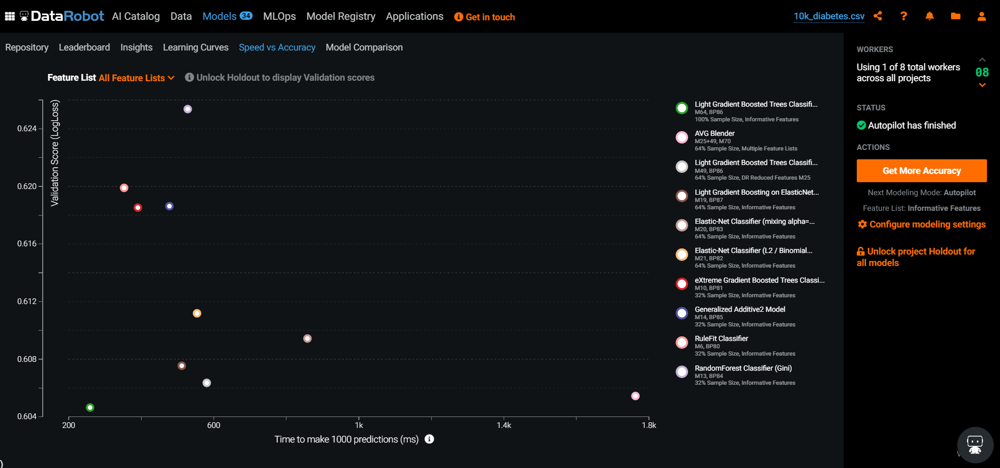 DataRobot AI Catalog Data Models 34 MLOps Model Registry Applications Get in touch 10k_diabetes.csv
Repository Leaderboard Insights Learning Curves Speed vs Accuracy Model Comparison
Feature List All Feature Lists Unlock Holdout to display Validation scores
Validation Score (LogLoss)
0.624
0.620
0.616
0.612
0.608
0.604
200 600 1k 1.4k 1.8k
Time to make 1000 predictions (ms)
Light Gradient Boosted Trees Classifi...
M64, BP86
100% Sample Size, Informative Features
AVG Blender
M25+49, M70
64% Sample Size, Multiple Feature Lists
Light Gradient Boosted Trees Classifi...
M49, BP86
64% Sample Size, DR Reduced Features M25
Light Gradient Boosting on ElasticNet...
M19, BP87
64% Sample Size, Informative Features
Elastic-Net Classifier (mixing alpha=...
M20, BP83
64% Sample Size, Informative Features
Elastic-Net Classifier (L2 / Binomial...
M21, BP82
64% Sample Size, Informative Features
eXtreme Gradient Boosted Trees Classi...
M10, BP81
32% Sample Size, Informative Features
Generalized Additive2 Model
M14, BP85
32% Sample Size, Informative Features
RuleFit Classifier
M6, BP80
32% Sample Size, Informative Features
RandomForest Classifier (Gini)
M13, BP84
32% Sample Size, Informative Features
WORKERS
Using 1 of 8 total workers
across all projects
08
STATUS
Autopilot has finished
ACTIONS
Get More Accuracy
Next Modeling Mode: Autopilot
Feature List: Informative Features
Configure modeling settings
Unlock project Holdout for
all models
)